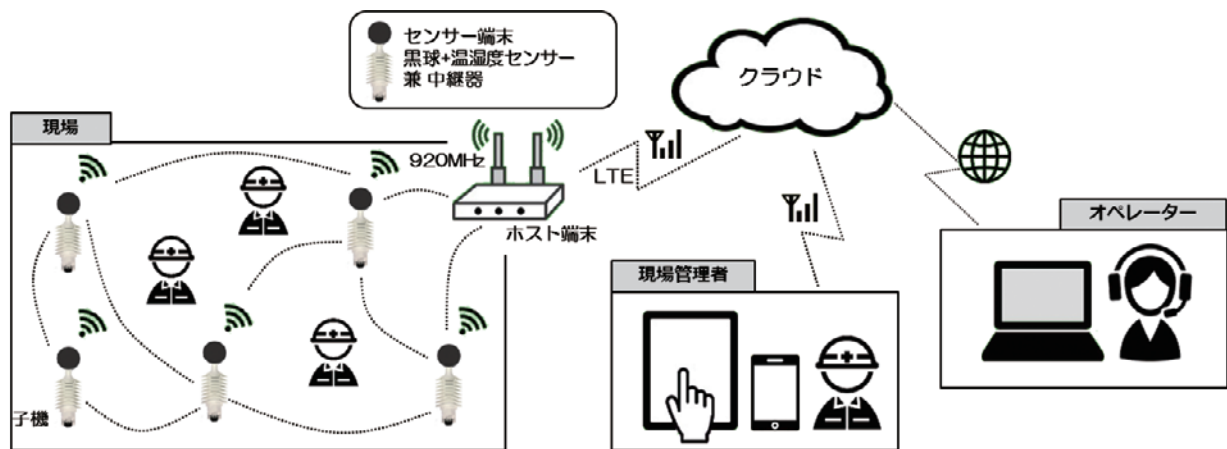 センサー端末
黒球+温湿度センサー
兼 中継器
クラウド
現場
920MHz
LTE
ホスト端末
オペレーター
現場管理者
子機